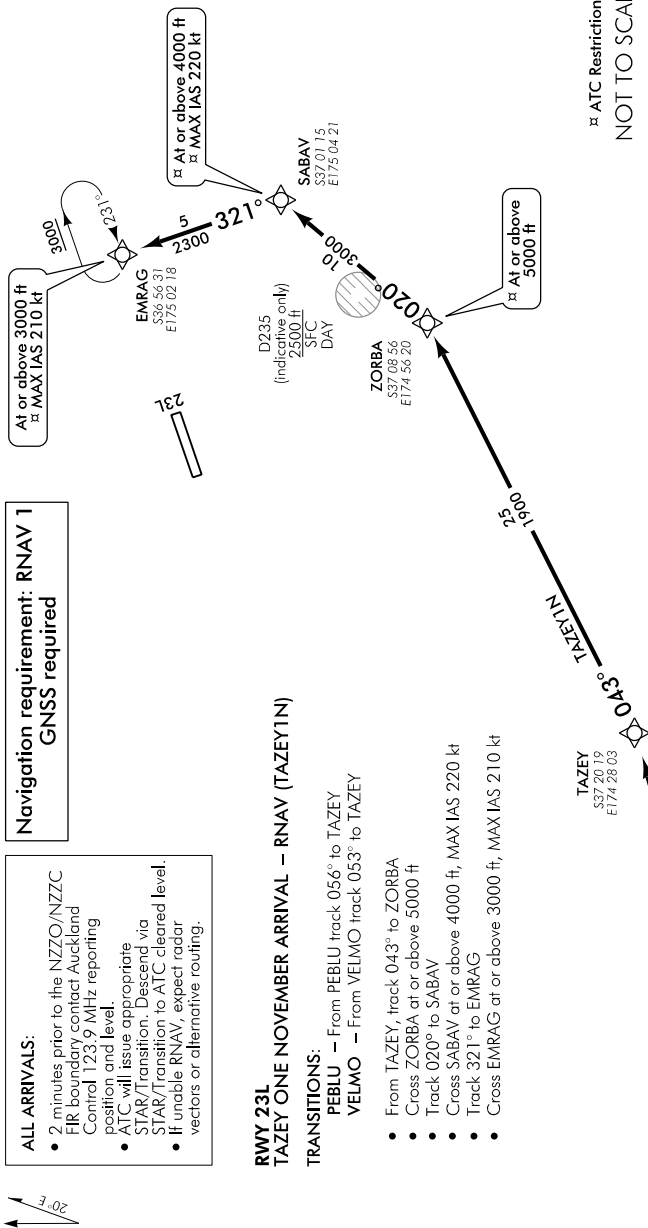 20°E
ALL ARRIVALS:
• 2 minutes prior to the NZZO/NZZC
FIR boundary contact Auckland
Control 123.9 MHz reporting
position and level.
• ATC will issue appropriate
STAR/Transition. Descend via
STAR/Transition to ATC cleared level.
• If unable RNAV, expect radar
vectors or alternative routing.
Navigation requirement: RNAV 1
GNSS required
RWY 23L
TAZEY ONE NOVEMBER ARRIVAL – RNAV (TAZEY1N)
TRANSITIONS:
PEBLU – From PEBLU track 056° to TAZEY
VELMO – From VELMO track 053° to TAZEY
• From TAZEY, track 043° to ZORBA
• Cross ZORBA at or above 5000 ft
• Track 020° to SABAV
• Cross SABAV at or above 4000 ft, MAX IAS 220 kt
• Track 321° to EMRAG
• Cross EMRAG at or above 3000 ft, MAX IAS 210 kt
At or above 3000 ft
¤ MAX IAS 210 kt
3000
231°
EMRAG
S36 56 31
E175 02 18
5
2300
321°
¤ At or above 4000 ft
¤ MAX IAS 220 kt
SABAV
S37 01 15
E175 04 21
23L
D235
(indicative only)
2500 ft
SFC
DAY
10
3000
020°
ZORBA
S37 08 56
E174 56 20
¤ At or above
5000 ft
25
1900
TAZEY1N
043°
TAZEY
S37 20 19
E174 28 03
¤ ATC Restriction
NOT TO SCAL